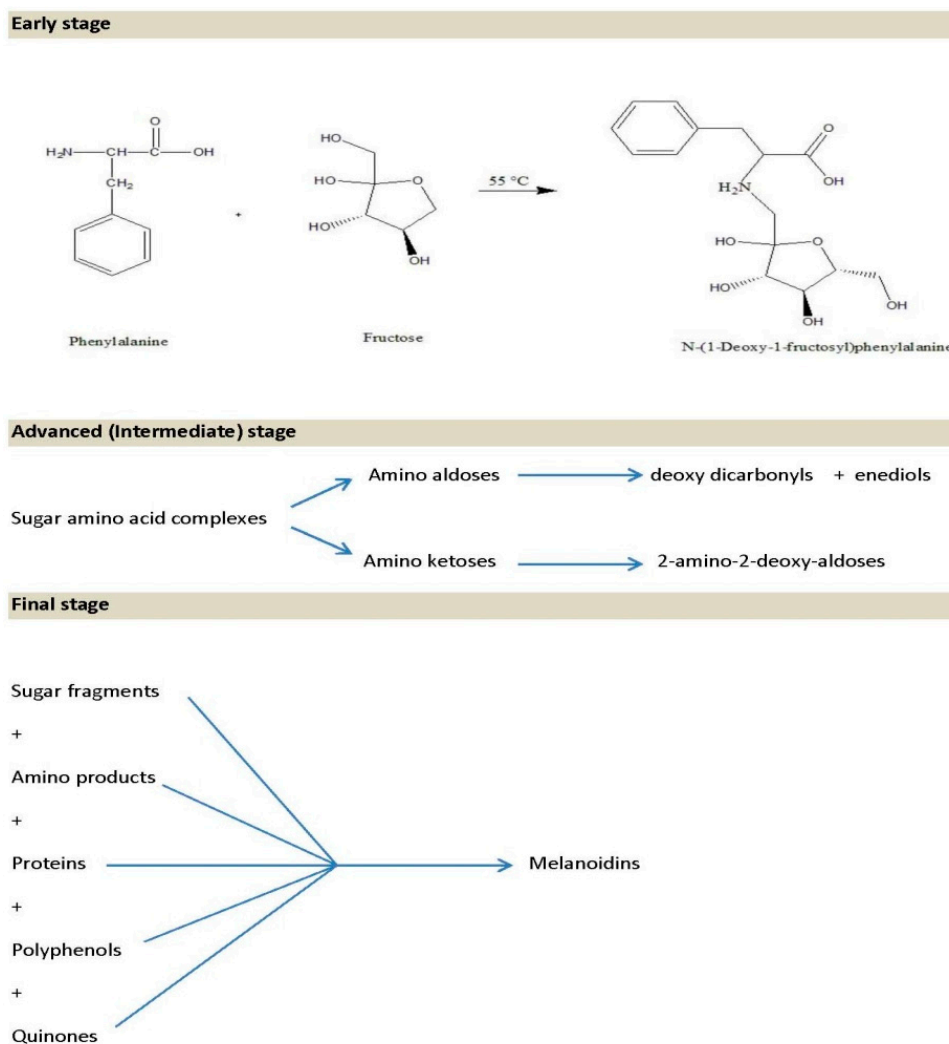 Early stage
O
H₂N CH C OH
CH₂
+
HO
HO
O
HO
OH
55 °C
O
OH
H₂N
HO
O
HO
OH
OH
Phenylalanine
Fructose
N-(1-Deoxy-1-fructosyl)phenylalanine
Advanced (Intermediate) stage
Amino aldoses deoxy dicarbonyls + enediols
Sugar amino acid complexes
Amino ketoses 2-amino-2-deoxy-aldoses
Final stage
Sugar fragments
+
Amino products
+
Proteins Melanoidins
+
Polyphenols
+
Quinones